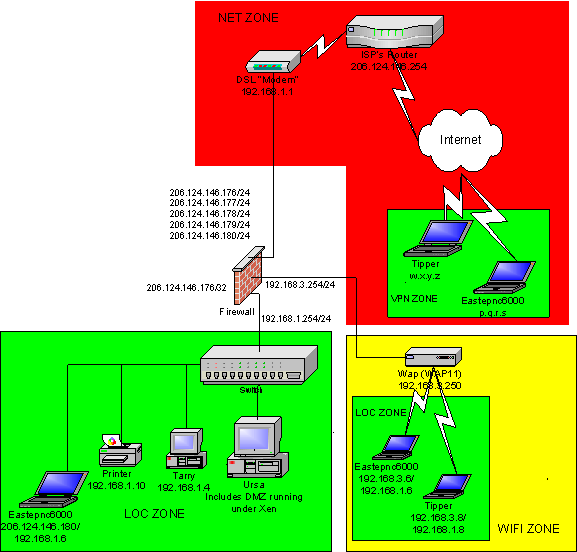 NET ZONE
ISP's Router
206.124.146.254
DSL "Modem"
192.168.1.1
Internet
206.124.146.176/24
206.124.146.177/24
206.124.146.178/24
206.124.146.179/24
206.124.146.180/24
Tipper
w.x.y.z
VPN ZONE
Eastepnc6000
p.q.r.s
206.124.146.176/32
192.168.3.254/24
Firewall
192.168.1.254/24
Switch
Wap (WAP11)
192.168.3.250
LOC ZONE
Eastepnc6000
192.168.3.6/
192.168.1.6
Tipper
192.168.3.8/
192.168.1.8
WIFI ZONE
Printer
192.168.1.10
Tarry
192.168.1.4
Ursa
Includes DMZ running
under Xen
Eastepnc6000
206.124.146.180/
192.168.1.6
LOC ZONE